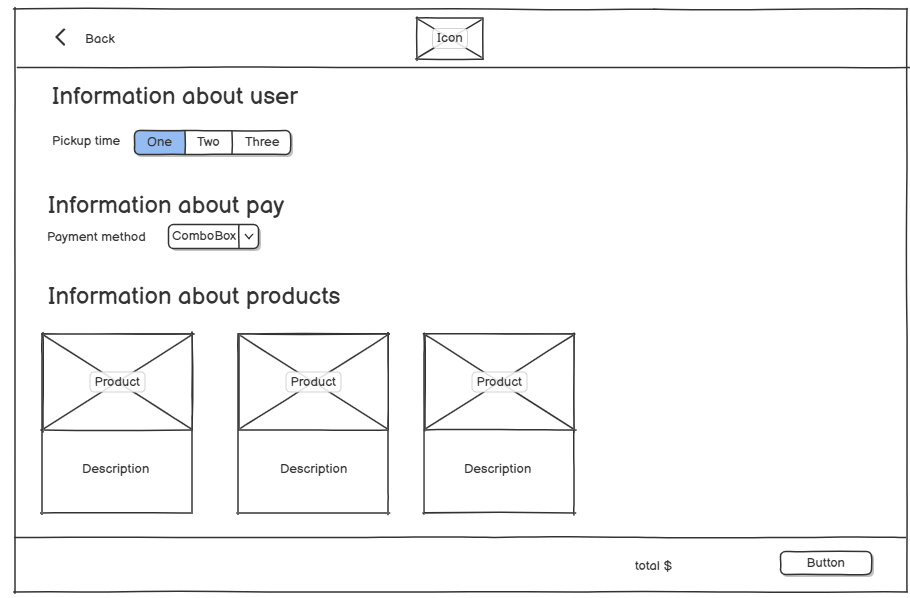 Back
Icon
Information about user
Pickup time One Two Three
Information about pay
Payment method ComboBox
Information about products
Product Product Product
Description Description Description
total $ Button